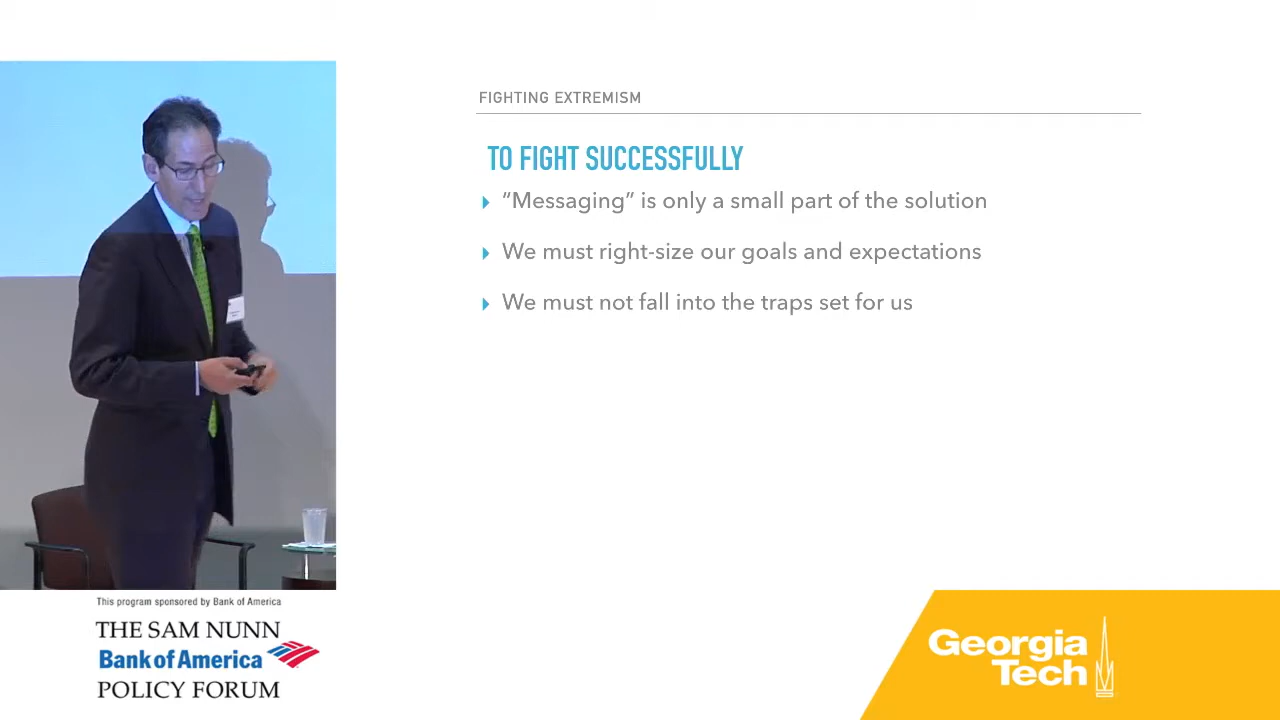 FIGHTING EXTREMISM
TO FIGHT SUCCESSFULLY
“Messaging” is only a small part of the solution
We must right-size our goals and expectations
We must not fall into the traps set for us
This program sponsored by Bank of America
THE SAM NUNN
Bank of America
POLICY FORUM
Georgia
Tech